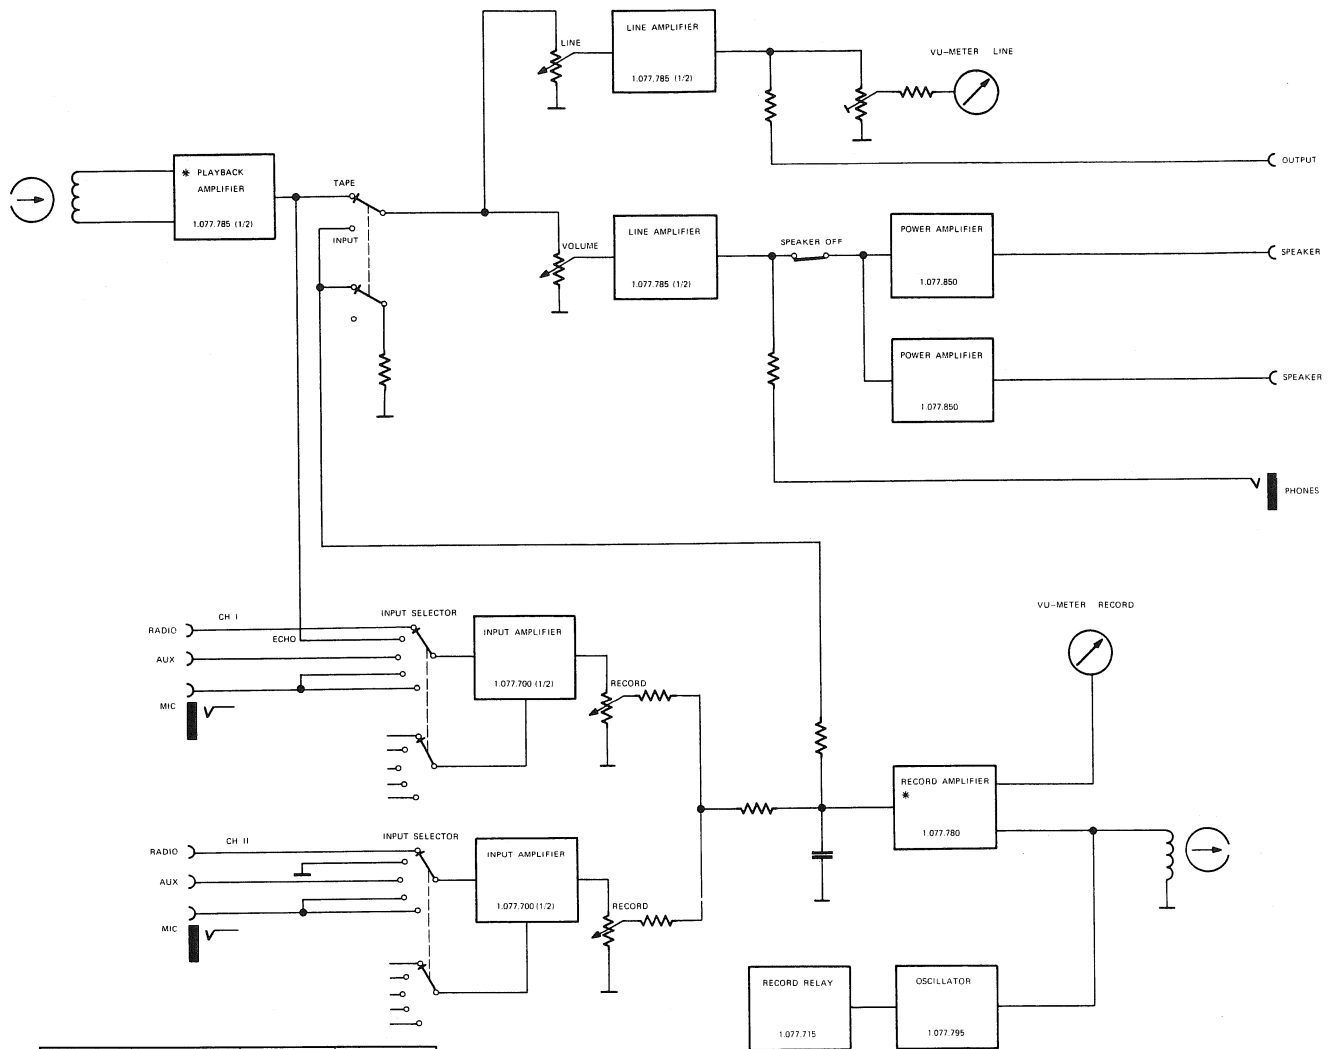 LINE
LINE AMPLIFIER
1.077.785 (1/2)
VU-METER LINE
OUTPUT
* PLAYBACK
AMPLIFIER
1.077.785 (1/2)
TAPE
INPUT
VOLUME
LINE AMPLIFIER
1.077.785 (1/2)
SPEAKER OFF
POWER AMPLIFIER
1.077.850
SPEAKER
POWER AMPLIFIER
1.077.850
SPEAKER
PHONES
VU-METER RECORD
CH I
INPUT SELECTOR
RADIO
ECHO
AUX
MIC
INPUT AMPLIFIER
1.077.700 (1/2)
RECORD
RECORD AMPLIFIER
*
1.077.780
CH II
INPUT SELECTOR
RADIO
AUX
MIC
INPUT AMPLIFIER
1.077.700 (1/2)
RECORD
RECORD RELAY
1.077.715
OSCILLATOR
1.077.795